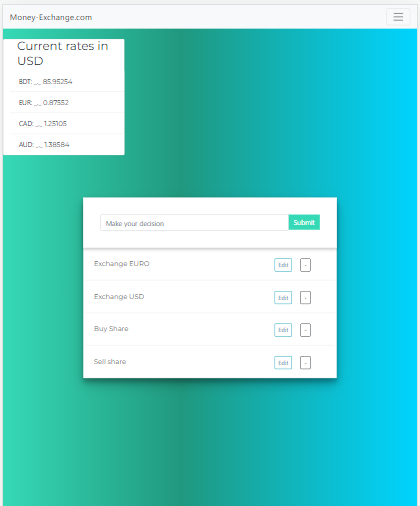 Money-Exchange.com
Current rates in
USD
BDT: __ 85.95254
EUR: __ 0.87552
CAD: __ 1.25105
AUD: __ 1.38584
Make your decision
Submit
Exchange EURO
Edit
-
Exchange USD
Edit
-
Buy Share
Edit
-
Sell share
Edit
-